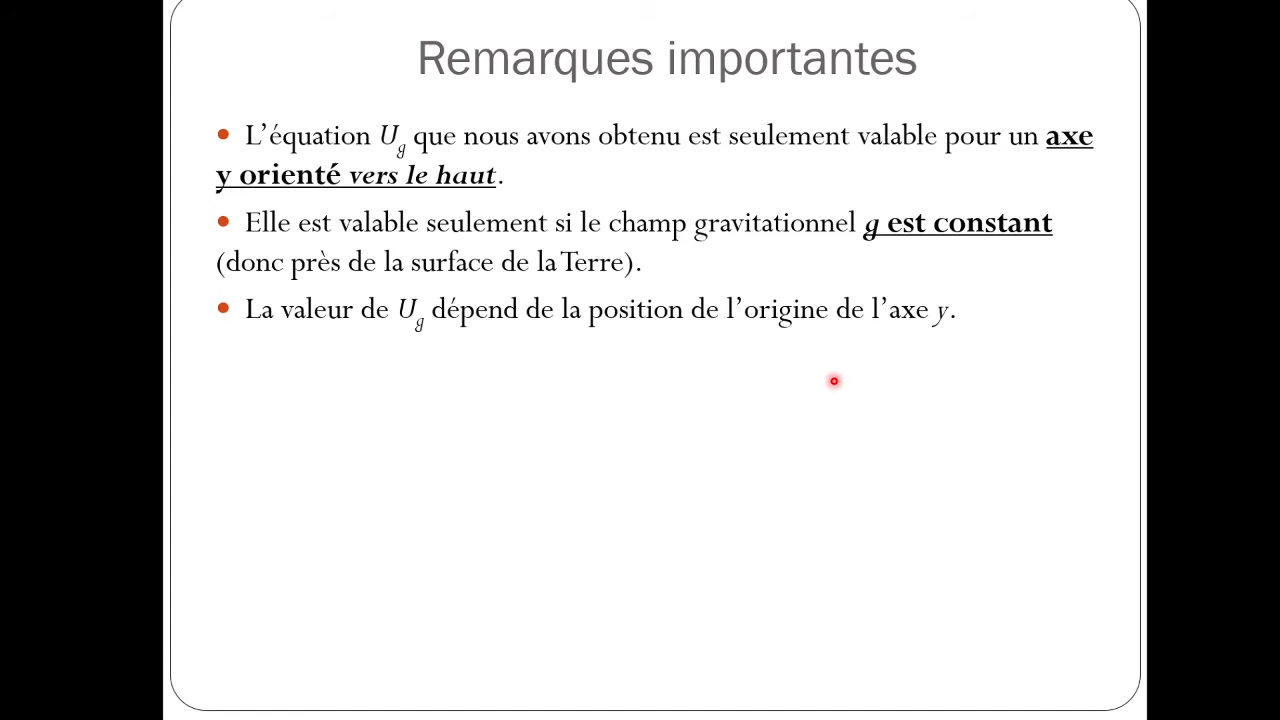 Remarques importantes
• L’équation Ug que nous avons obtenu est seulement valable pour un axe
y orienté vers le haut.
• Elle est valable seulement si le champ gravitationnel g est constant
(donc près de la surface de la Terre).
• La valeur de Ug dépend de la position de l’origine de l’axe y.